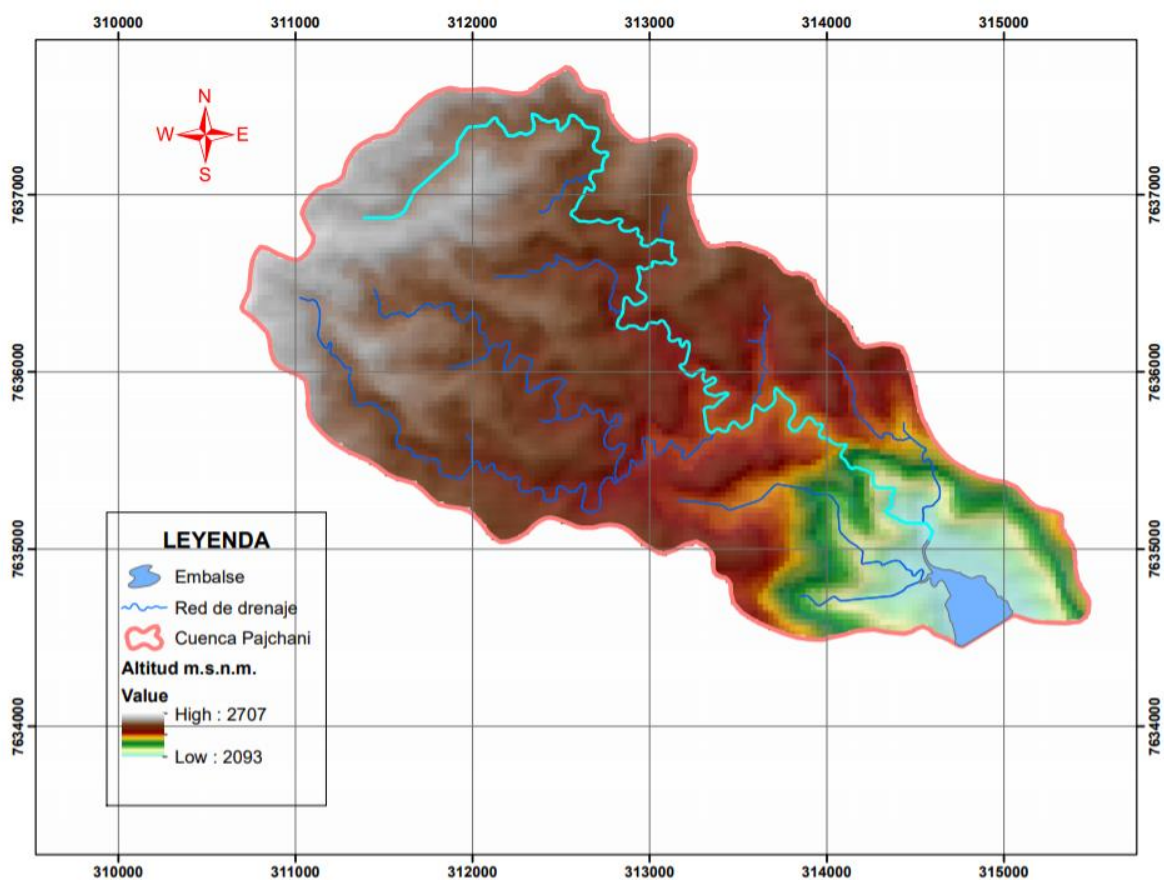 310000 311000 312000 313000 314000 315000
N
W E
S
7637000 7637000
7636000 7636000
7635000 7635000
LEYENDA
Embalse
Red de drenaje
Cuenca Pajchani
Altitud m.s.n.m.
Value
High : 2707
Low : 2093
7634000 7634000
310000 311000 312000 313000 314000 315000